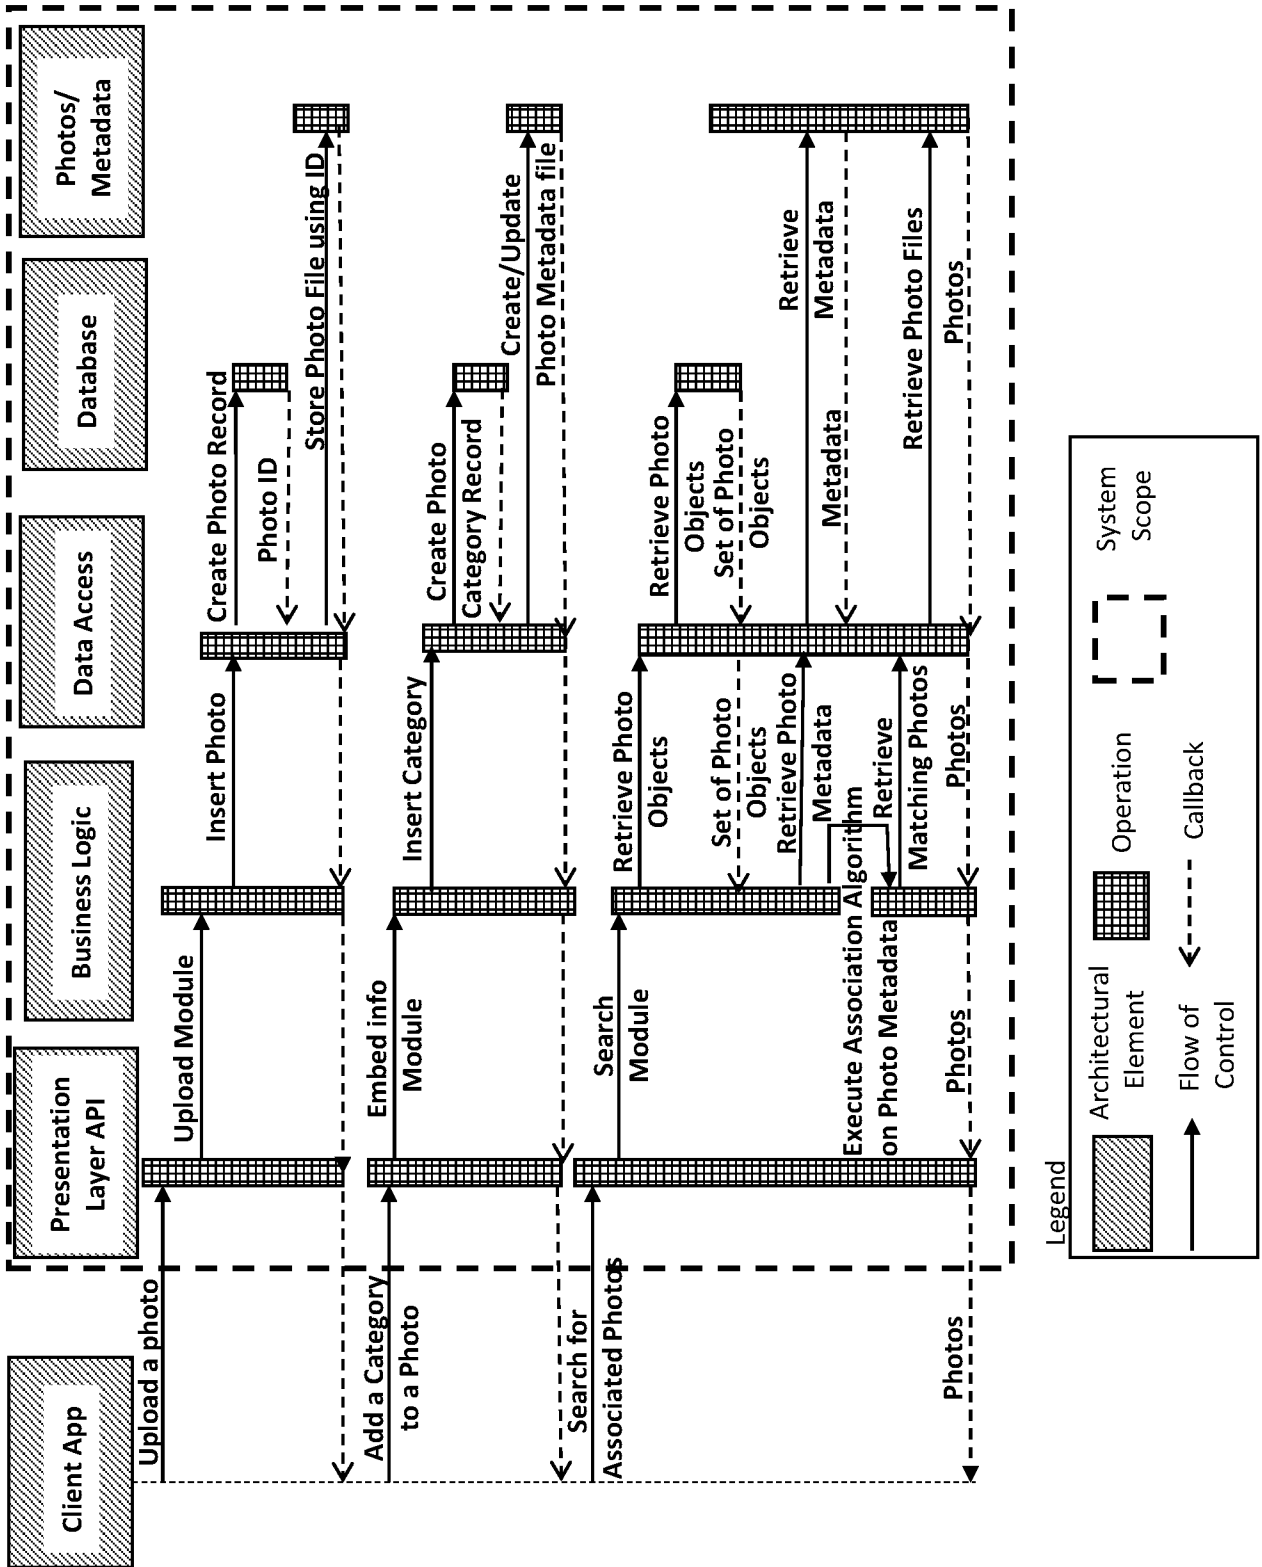 Client App
Presentation
Layer API
Business Logic
Data Access
Database
Photos/
Metadata
Upload a photo
Upload Module
Insert Photo
Create Photo Record
Photo ID
Store Photo File using ID
Add a Category
to a Photo
Embed info
Module
Insert Category
Create Photo
Category Record
Create/Update
Photo Metadata file
Search for
Associated Photos
Search
Module
Retrieve Photo
Objects
Retrieve Photo
Objects
Set of Photo
Objects
Set of Photo
Objects
Retrieve Photo
Metadata
Retrieve
Metadata
Metadata
Execute Association Algorithm
on Photo Metadata
Retrieve
Matching Photos
Retrieve Photo Files
Photos
Photos
Photos
Photos
Legend
Architectural
Element
Operation
System
Scope
Flow of
Control
Callback